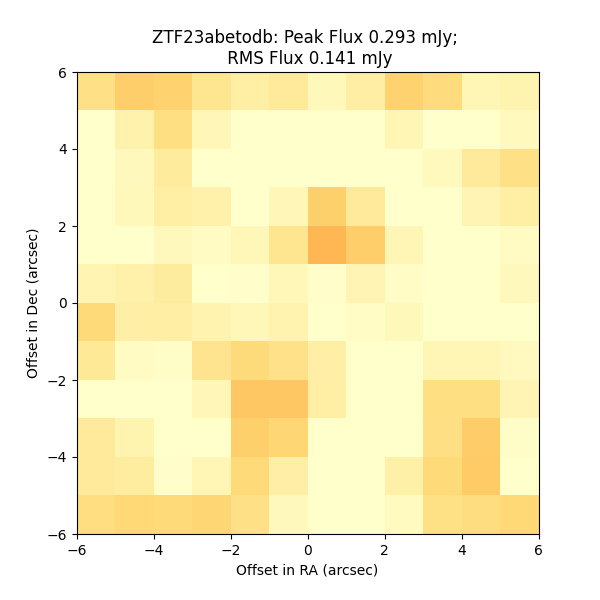 ZTF23abetodb: Peak Flux 0.293 mJy;
RMS Flux 0.141 mJy
6
4
2
0
−2
−4
−6
Offset in Dec (arcsec)
−6 −4 −2 0 2 4 6
Offset in RA (arcsec)